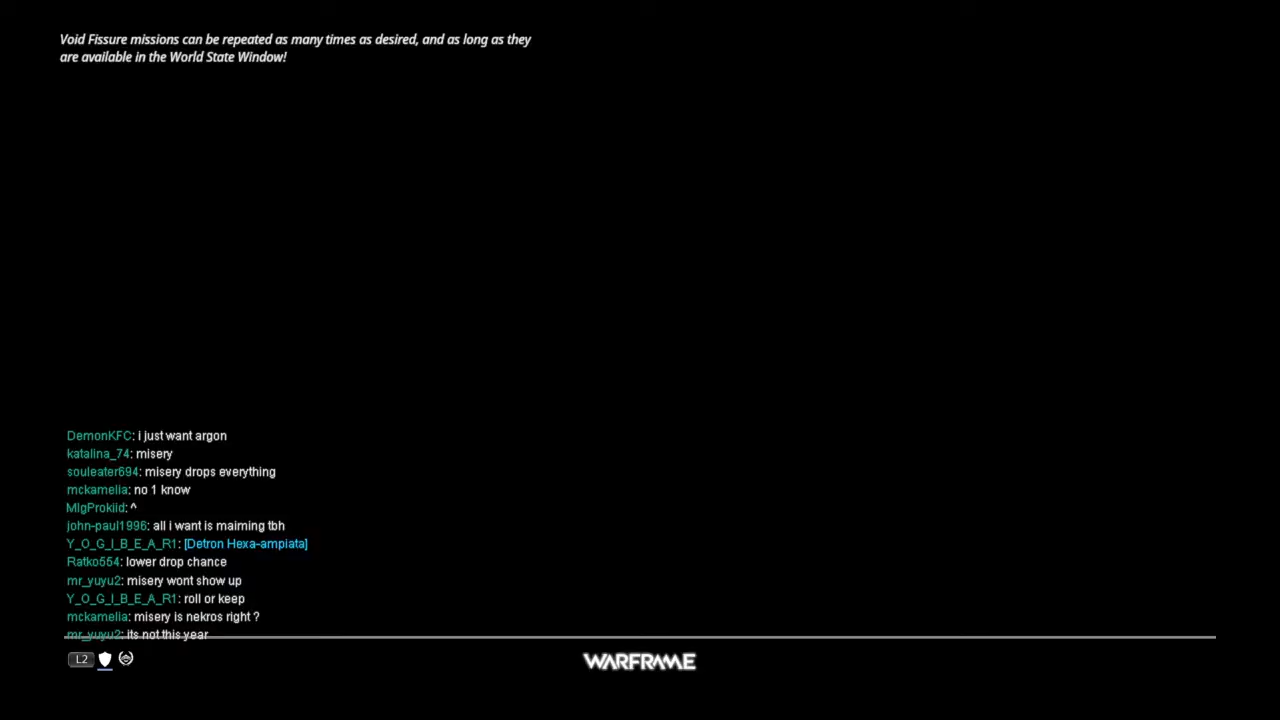 Void Fissure missions can be repeated as many times as desired, and as long as they
are available in the World State Window!
DemonKFC: i just want argon
katalina_74: misery
souleater694: misery drops everything
mckamelia: no 1 know
MlgProkiid: ^
john-paul1996: all i want is maiming tbh
Y_O_G_I_B_E_A_R1: [Detron Hexa-ampiata]
Ratko554: lower drop chance
mr_yuyu2: misery wont show up
Y_O_G_I_B_E_A_R1: roll or keep
mckamelia: misery is nekros right ?
mr_yuyu2: its not this year
L2
WARFRAME